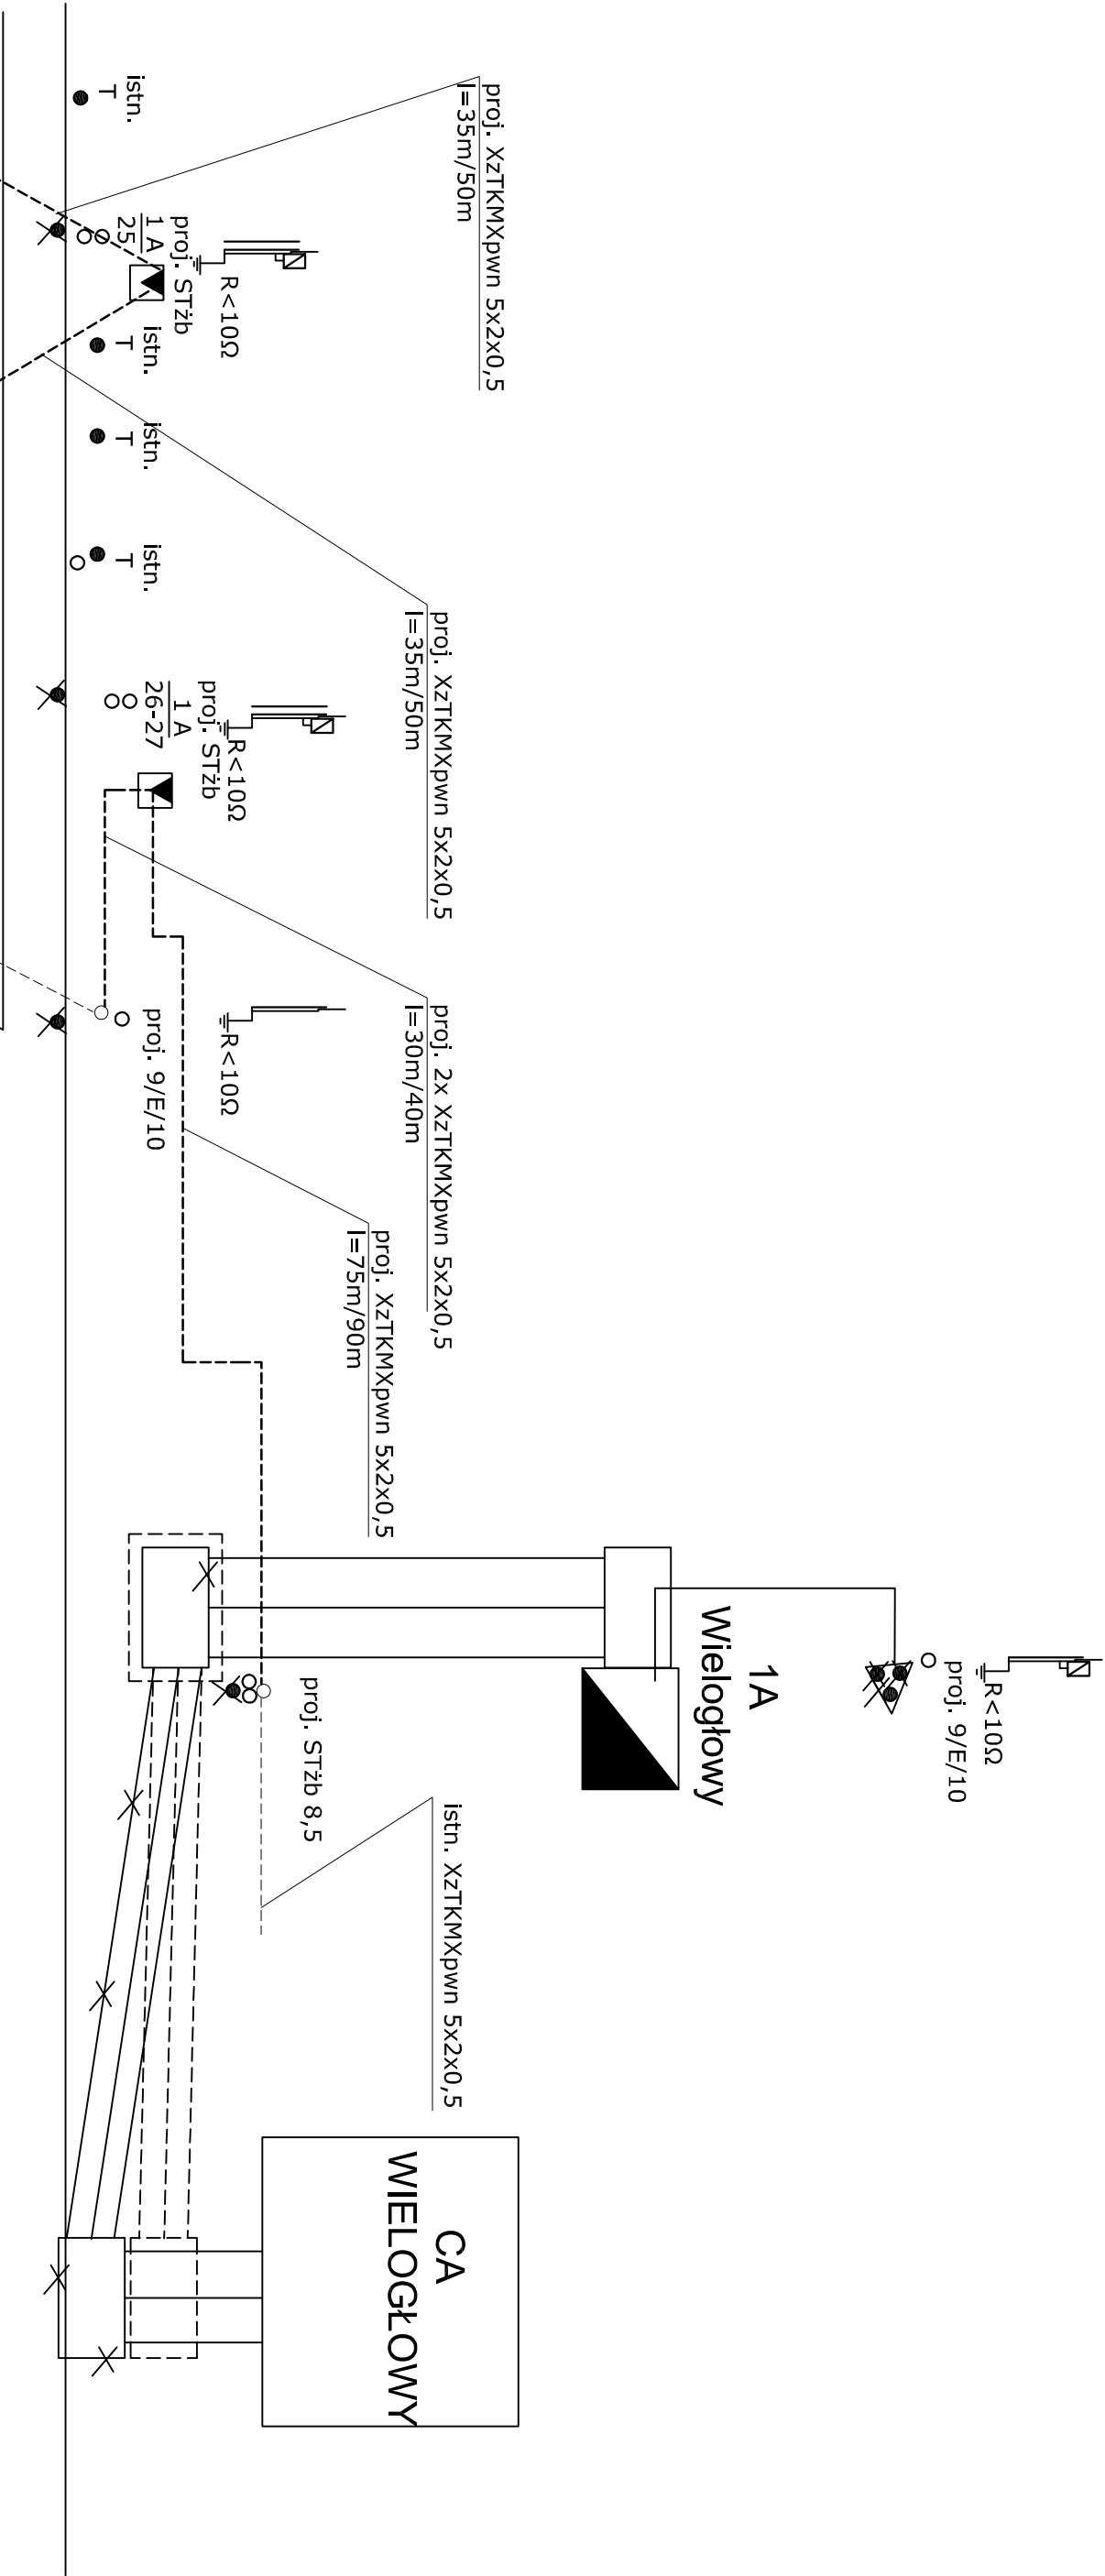 istn.
T
proj. XzTKMXpwn 5x2x0,5
l=35m/50m
R<10Ω
proj. STżb
1 A
25
istn.
T
istn.
T
istn.
T
proj. XzTKMXpwn 5x2x0,5
l=35m/50m
R<10Ω
proj. STżb
1 A
26-27
proj. 2x XzTKMXpwn 5x2x0,5
l=30m/40m
R<10Ω
proj. 9/E/10
proj. XzTKMXpwn 5x2x0,5
l=75m/90m
R<10Ω
proj. 9/E/10
1A
Wielogłowy
proj. STżb 8,5
istn. XzTKMXpwn 5x2x0,5
CA
WIELOGŁOWY